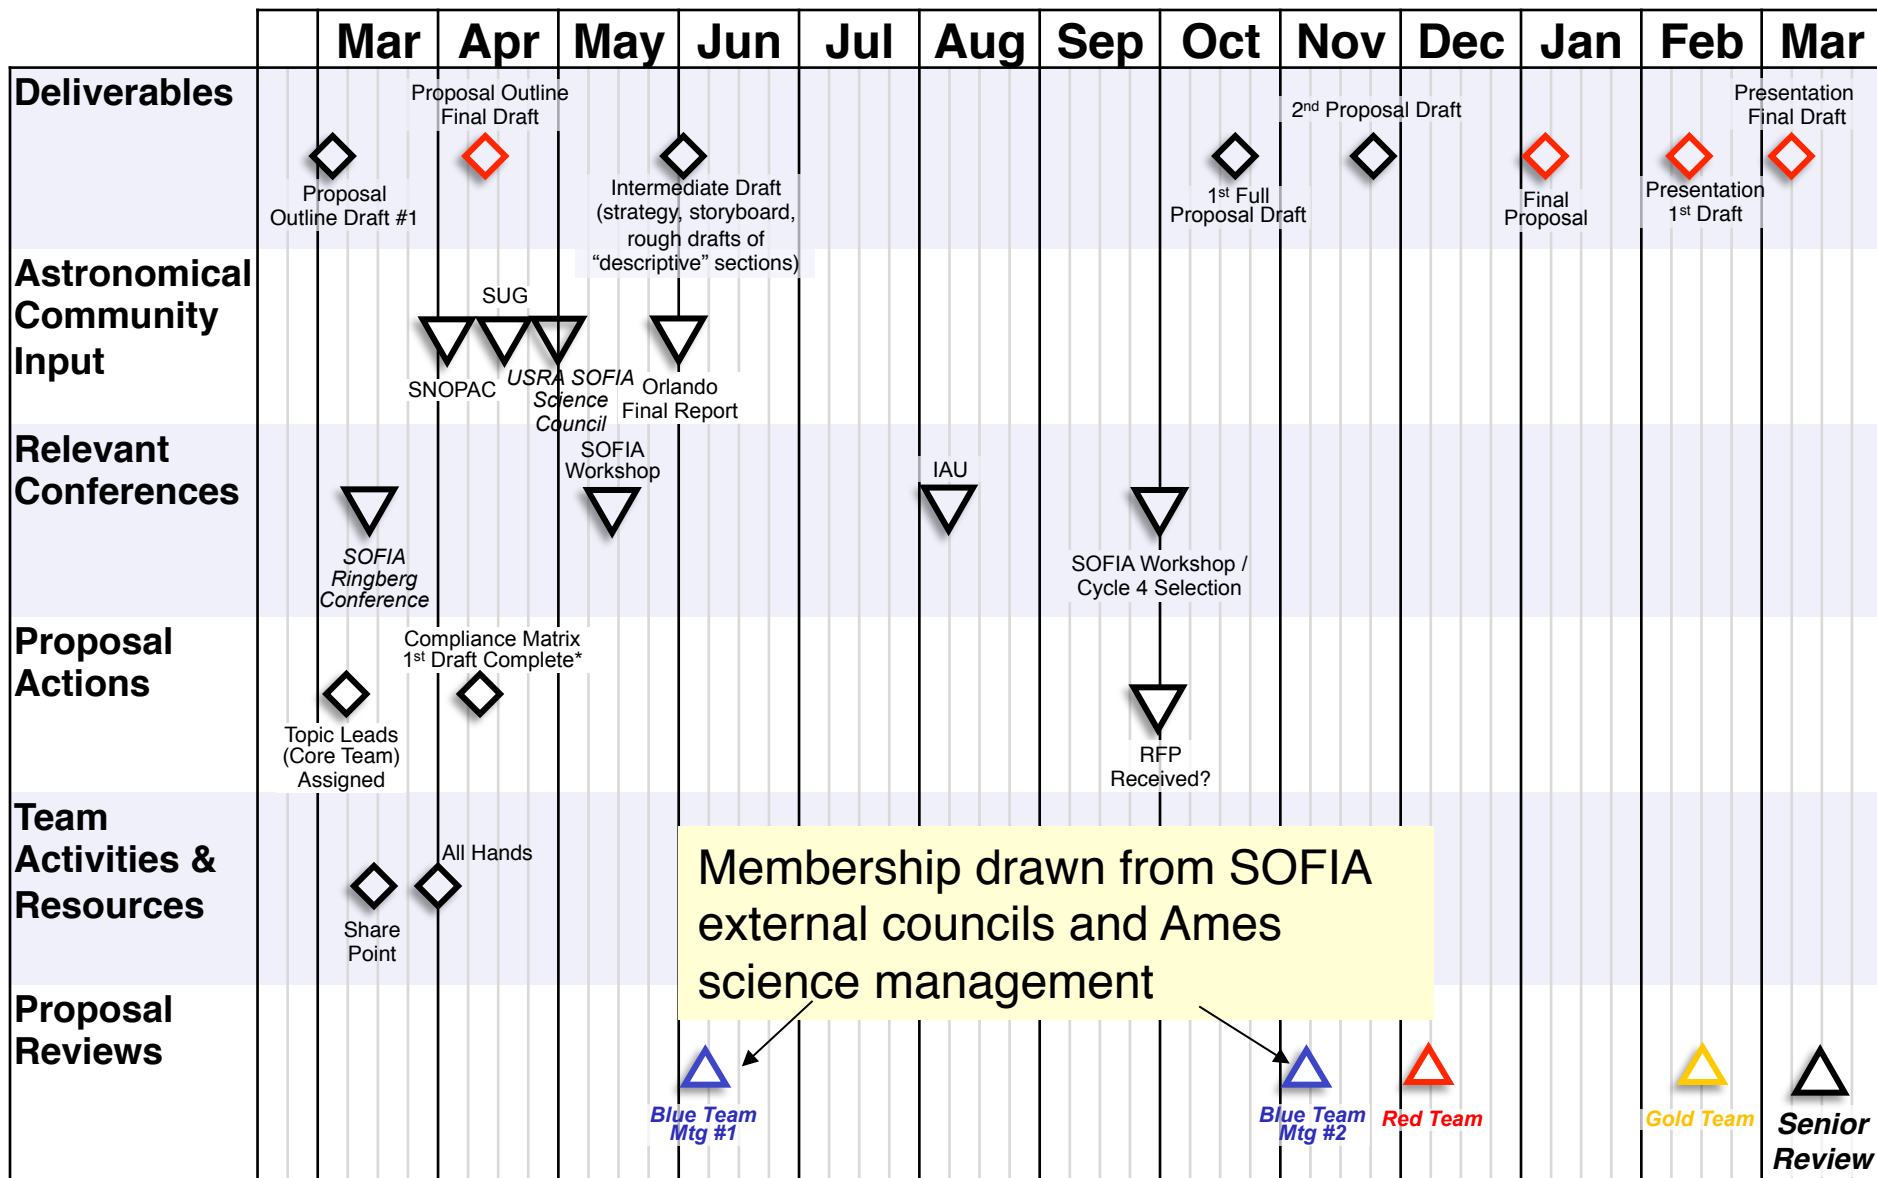 Mar Apr May Jun Jul Aug Sep Oct Nov Dec Jan Feb Mar
Deliverables
Proposal Outline
Final Draft
2nd Proposal Draft
Presentation
Final Draft
Proposal
Outline Draft #1
Intermediate Draft
(strategy, storyboard,
rough drafts of
“descriptive” sections)
1st Full
Proposal Draft
Final
Proposal
Presentation
1st Draft
Astronomical
Community
Input
SUG
SNOPAC
USRA SOFIA
Science
Council
Orlando
Final Report
Relevant
Conferences
SOFIA
Workshop
IAU
SOFIA
Ringberg
Conference
SOFIA Workshop /
Cycle 4 Selection
Proposal
Actions
Compliance Matrix
1st Draft Complete*
Topic Leads
(Core Team)
Assigned
RFP
Received?
Team
Activities &
Resources
All Hands
Share
Point
Membership drawn from SOFIA
external councils and Ames
science management
Proposal
Reviews
Blue Team
Mtg #1
Blue Team
Mtg #2
Red Team
Gold Team
Senior
Review